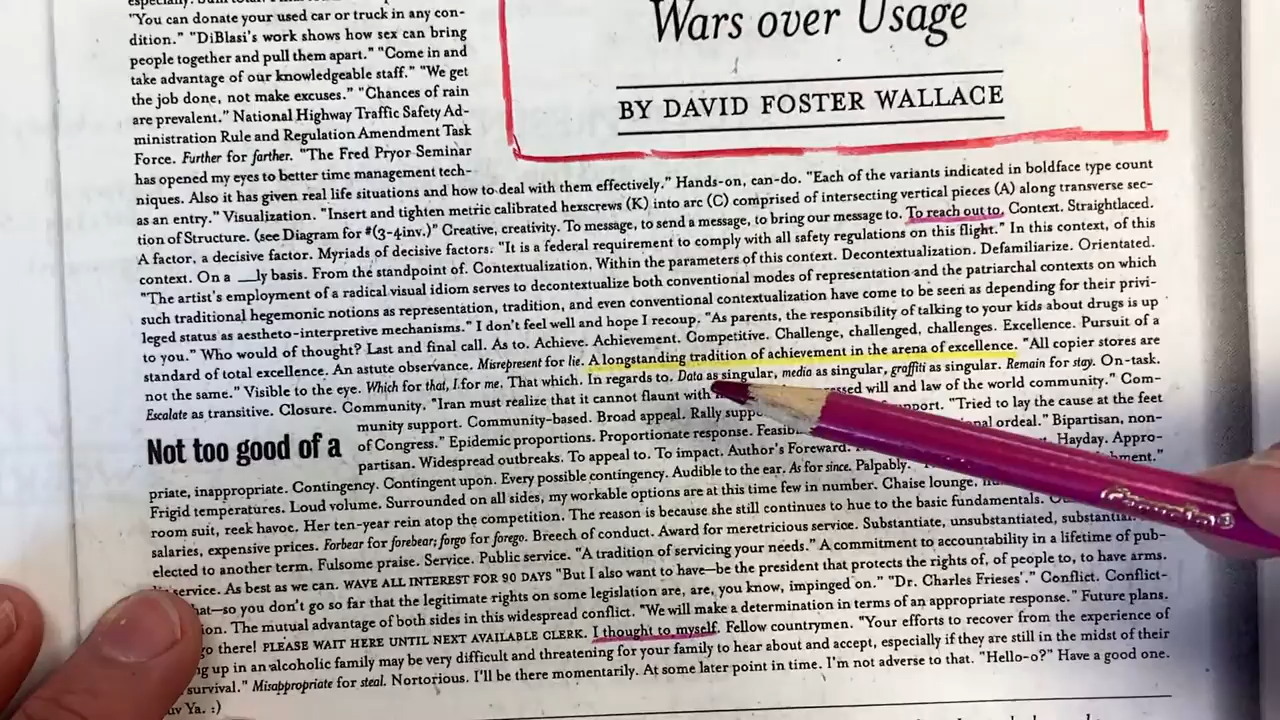 "You can donate your used car or truck in any con-
dition." "DiBlasi's work shows how sex can bring
people together and pull them apart." "Come in and
take advantage of our knowledgeable staff." "We get
the job done, not make excuses." "Chances of rain
are prevalent." National Highway Traffic Safety Ad-
ministration Rule and Regulation Amendment Task
Force. Further for farther. "The Fred Pryor Seminar
has opened my eyes to better time management tech-
Wars over Usage
BY DAVID FOSTER WALLACE
niques. Also it has given real life situations and how to deal with them effectively." Hands-on, can-do. "Each of the variants indicated in boldface type count
as an entry." Visualization. "Insert and tighten metric calibrated hexscrews (K) into arc (C) comprised of intersecting vertical pieces (A) along transverse sec-
tion of Structure. (see Diagram for #(3-4inv.)" Creative, creativity. To message, to send a message, to bring our message to. To reach out to. Context. Straightlaced.
A factor, a decisive factor. Myriads of decisive factors. "It is a federal requirement to comply with all safety regulations on this flight." In this context, of this
context. On a __ly basis. From the standpoint of. Contextualization. Within the parameters of this context. Decontextualization. Defamiliarize. Orientated.
"The artist's employment of a radical visual idiom serves to decontextualize both conventional modes of representation and the patriarchal contexts on which
such traditional hegemonic notions as representation, tradition, and even conventional contextualization have come to be seen as depending for their privi-
leged status as aestheto-interpretive mechanisms." I don't feel well and hope I recoup. "As parents, the responsibility of talking to your kids about drugs is up
to you." Who would of thought? Last and final call. As to. Achieve. Achievement. Competitive. Challenge, challenged, challenges. Excellence. Pursuit of a
standard of total excellence. An astute observance. Misrepresent for lie. A longstanding tradition of achievement in the arena of excellence. "All copier stores are
not the same." Visible to the eye. Which for that, I for me. That which. In regards to. Data as singular, media as singular, graffiti as singular. Remain for stay. On-task.
Escalate as transitive. Closure. Community. "Iran must realize that it cannot flaunt with ssed will and law of the world community." Com-
munity support. Community-based. Broad appeal. Rally supp pport. "Tried to lay the cause at the feet
Not too good of a
of Congress." Epidemic proportions. Proportionate response. Feasib nal ordeal." Bipartisan, non-
partisan. Widespread outbreaks. To appeal to. To impact. Author's Foreward. Hayday. Appro-
priate, inappropriate. Contingency. Contingent upon. Every possible contingency. Audible to the ear. As for since. Palpably. hment."
Frigid temperatures. Loud volume. Surrounded on all sides, my workable options are at this time few in number. Chaise lounge,
room suit, reek havoc. Her ten-year rein atop the competition. The reason is because she still continues to hue to the basic fundamentals.
salaries, expensive prices. Forbear for forebear; forgo for forego. Breech of conduct. Award for meretricious service. Substantiate, unsubstantiated, substantial.
elected to another term. Fulsome praise. Service. Public service. "A tradition of servicing your needs." A commitment to accountability in a lifetime of pub-
service. As best as we can. WAVE ALL INTEREST FOR 90 DAYS "But I also want to have—be the president that protects the rights of, of people to, to have arms.
hat—so you don't go so far that the legitimate rights on some legislation are, are, you know, impinged on." "Dr. Charles Frieses'." Conflict. Conflict-
ion. The mutual advantage of both sides in this widespread conflict. "We will make a determination in terms of an appropriate response." Future plans.
go there! PLEASE WAIT HERE UNTIL NEXT AVAILABLE CLERK. I thought to myself. Fellow countrymen. "Your efforts to recover from the experience of
ng up in an alcoholic family may be very difficult and threatening for your family to hear about and accept, especially if they are still in the midst of their
survival." Misappropriate for steal. Nortorious. I'll be there momentarily. At some later point in time. I'm not adverse to that. "Hello-o?" Have a good one.
uv Ya. :)